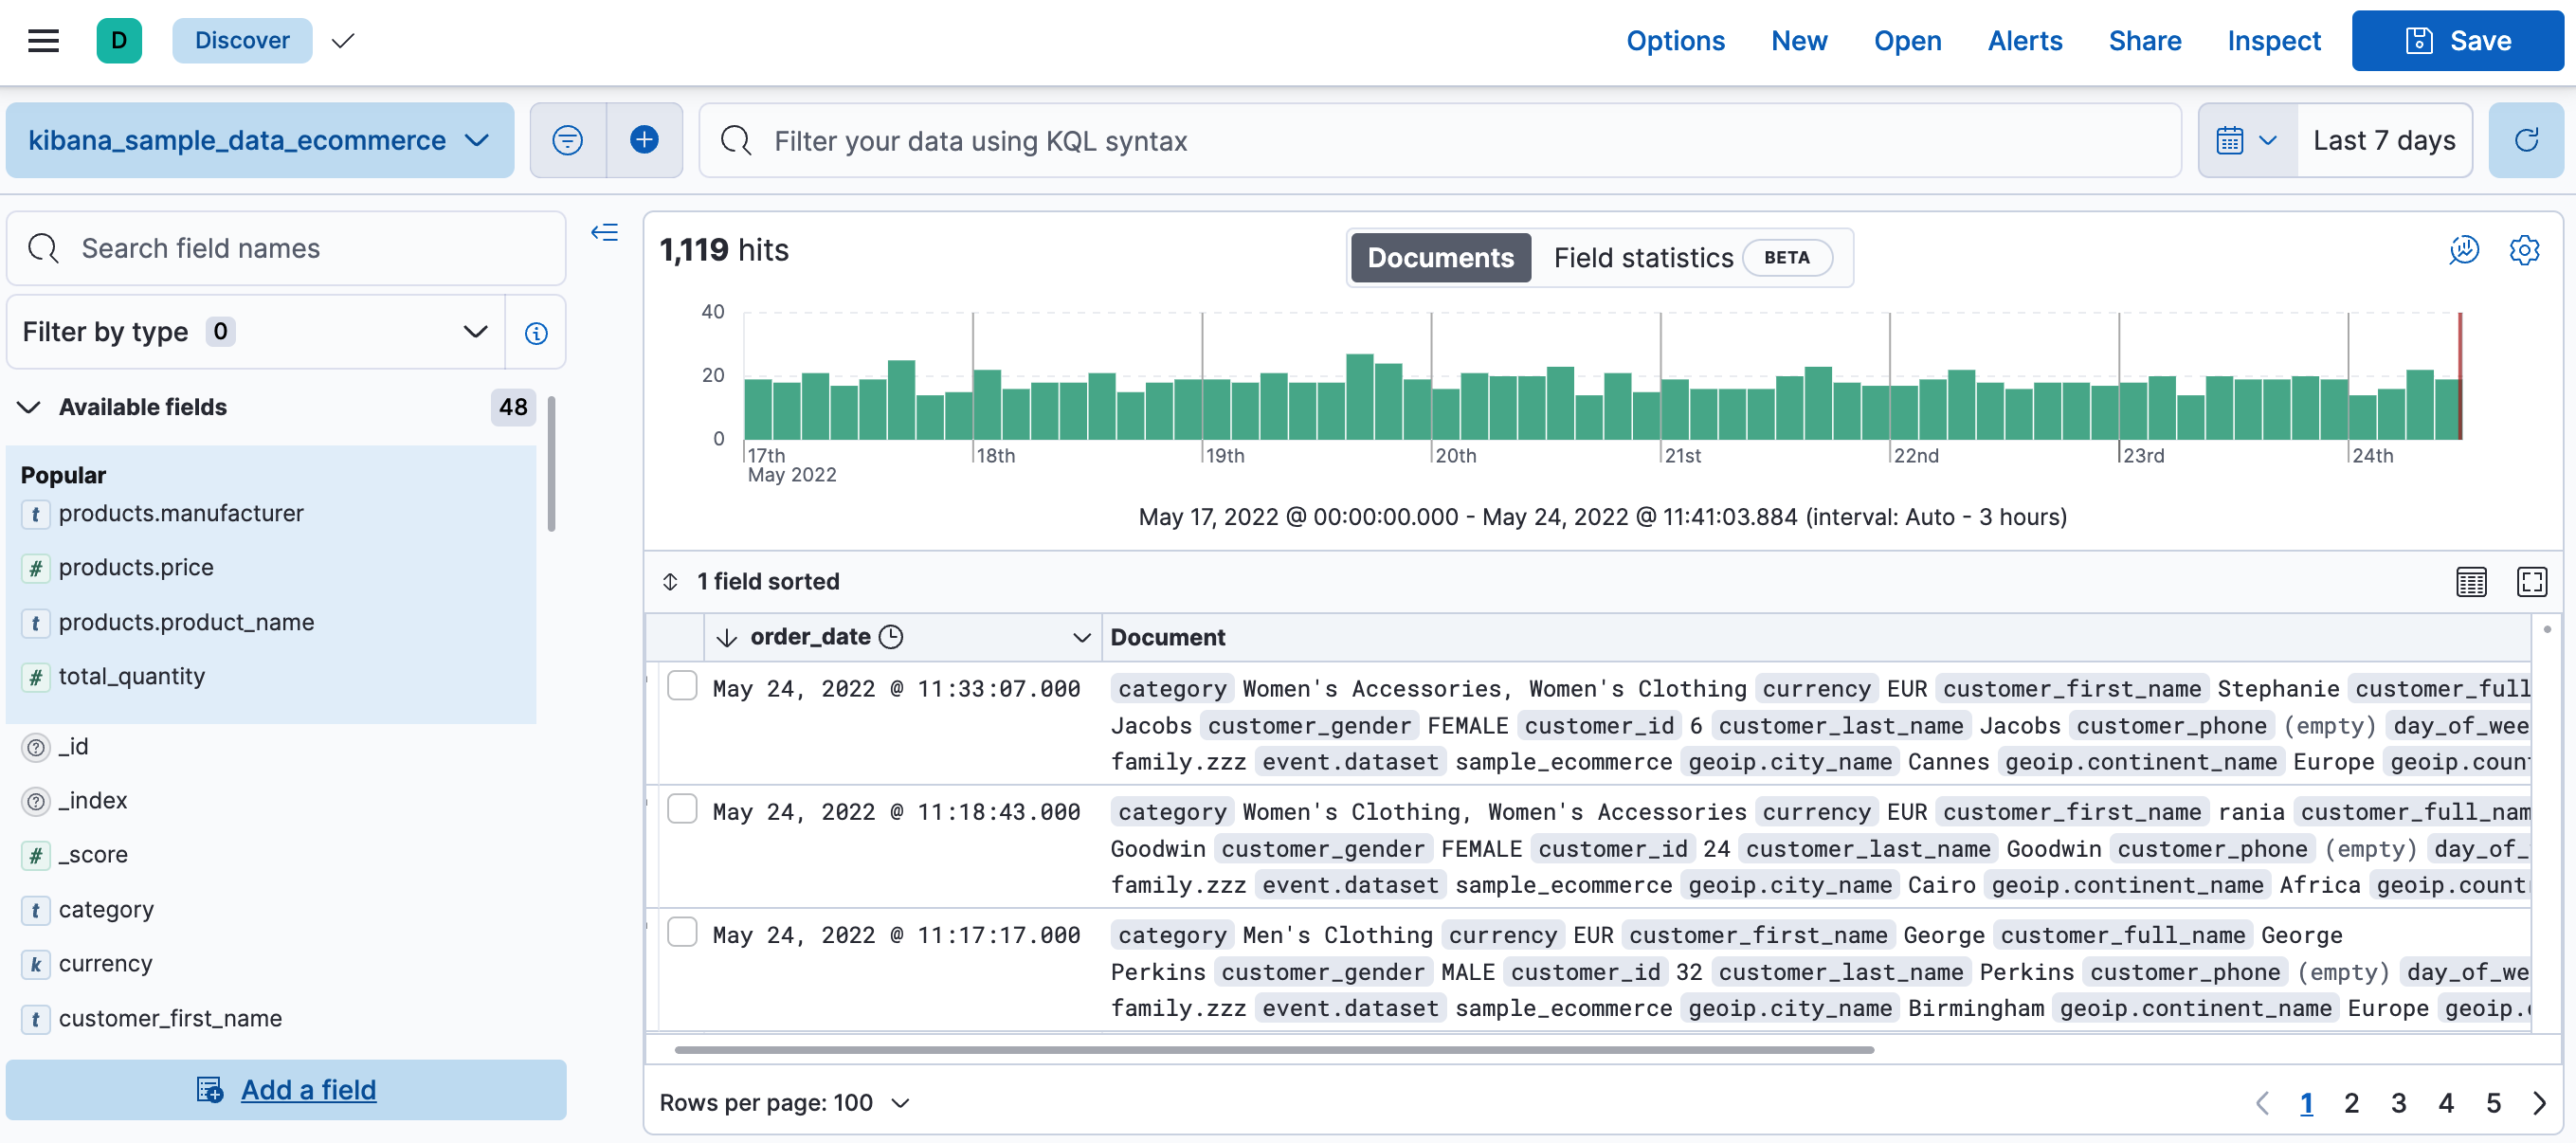 D Discover Options New Open Alerts Share Inspect Save
kibana_sample_data_ecommerce Filter your data using KQL syntax Last 7 days
Search field names
Filter by type 0
Available fields 48
Popular
t products.manufacturer
# products.price
t products.product_name
# total_quantity
? _id
? _index
# _score
t category
k currency
t customer_first_name
Add a field
1,119 hits Documents Field statistics BETA
40
20
0
17th 18th 19th 20th 21st 22nd 23rd 24th
May 2022
May 17, 2022 @ 00:00:00.000 - May 24, 2022 @ 11:41:03.884 (interval: Auto - 3 hours)
1 field sorted
order_date Document
May 24, 2022 @ 11:33:07.000 category Women's Accessories, Women's Clothing currency EUR customer_first_name Stephanie customer_full
Jacobs customer_gender FEMALE customer_id 6 customer_last_name Jacobs customer_phone (empty) day_of_wee
family.zzz event.dataset sample_ecommerce geoip.city_name Cannes geoip.continent_name Europe geoip.coun
May 24, 2022 @ 11:18:43.000 category Women's Clothing, Women's Accessories currency EUR customer_first_name rania customer_full_nam
Goodwin customer_gender FEMALE customer_id 24 customer_last_name Goodwin customer_phone (empty) day_of_
family.zzz event.dataset sample_ecommerce geoip.city_name Cairo geoip.continent_name Africa geoip.count
May 24, 2022 @ 11:17:17.000 category Men's Clothing currency EUR customer_first_name George customer_full_name George
Perkins customer_gender MALE customer_id 32 customer_last_name Perkins customer_phone (empty) day_of_we
family.zzz event.dataset sample_ecommerce geoip.city_name Birmingham geoip.continent_name Europe geoip.
Rows per page: 100 1 2 3 4 5